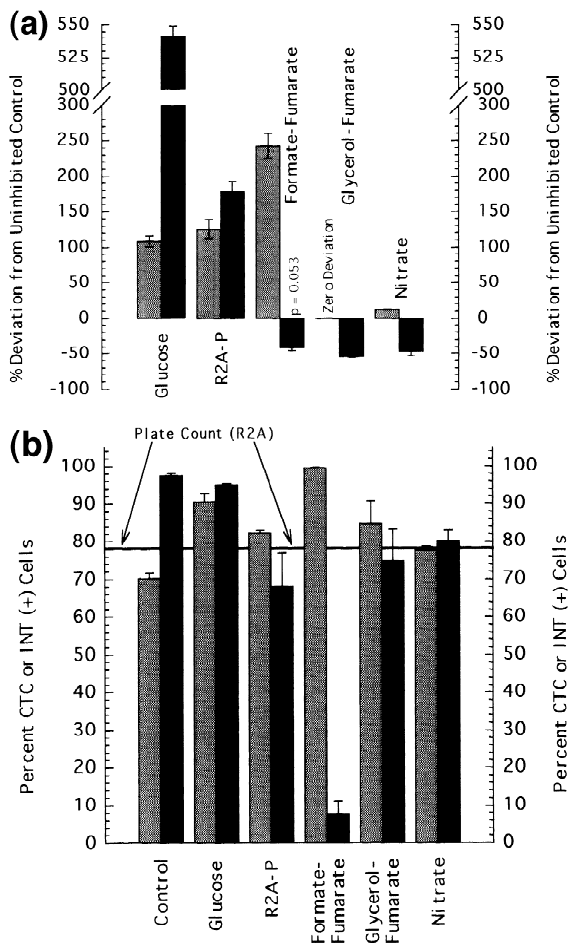 (a)
% Deviation from Uninhibited Control
550
525
500
300
250
200
150
100
50
0
-50
-100
Glucose
R2A-P
Formate-Fumarate
p = 0.053
Zero Deviation
Glycerol-Fumarate
Nitrate
550
525
500
300
250
200
150
100
50
0
-50
-100
% Deviation from Uninhibited Control
(b)
Plate Count (R2A)
Percent CTC or INT (+) Cells
100
90
80
70
60
50
40
30
20
10
0
Control
Glucose
R2A-P
Formate-
Fumarate
Glycerol-
Fumarate
Nitrate
100
90
80
70
60
50
40
30
20
10
0
Percent CTC or INT (+) Cells